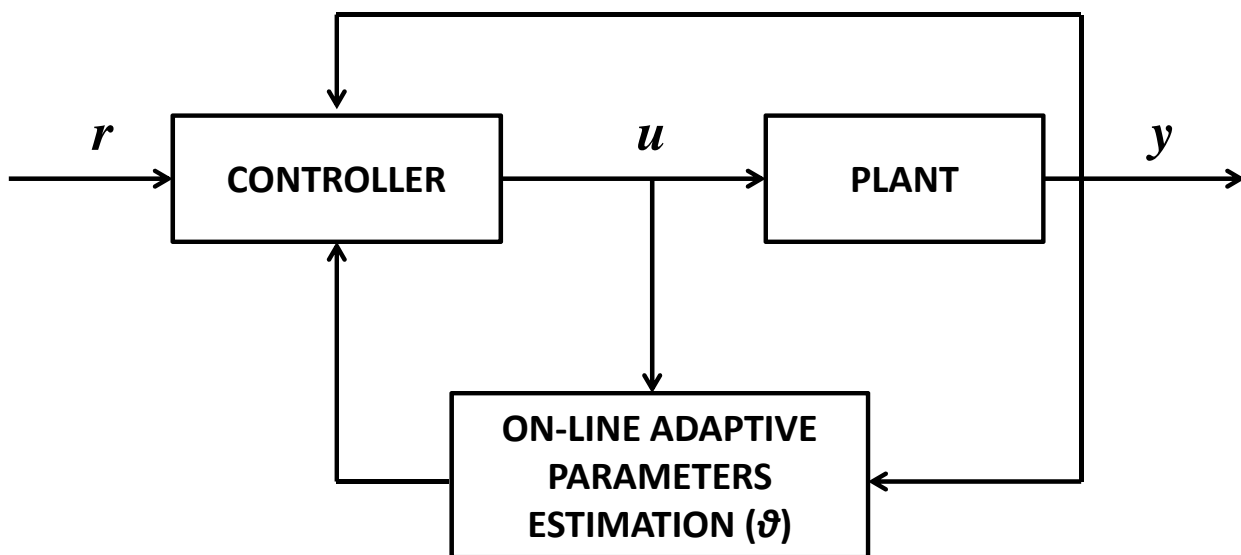 r
CONTROLLER
u
PLANT
y
ON-LINE ADAPTIVE
PARAMETERS
ESTIMATION (ϑ)